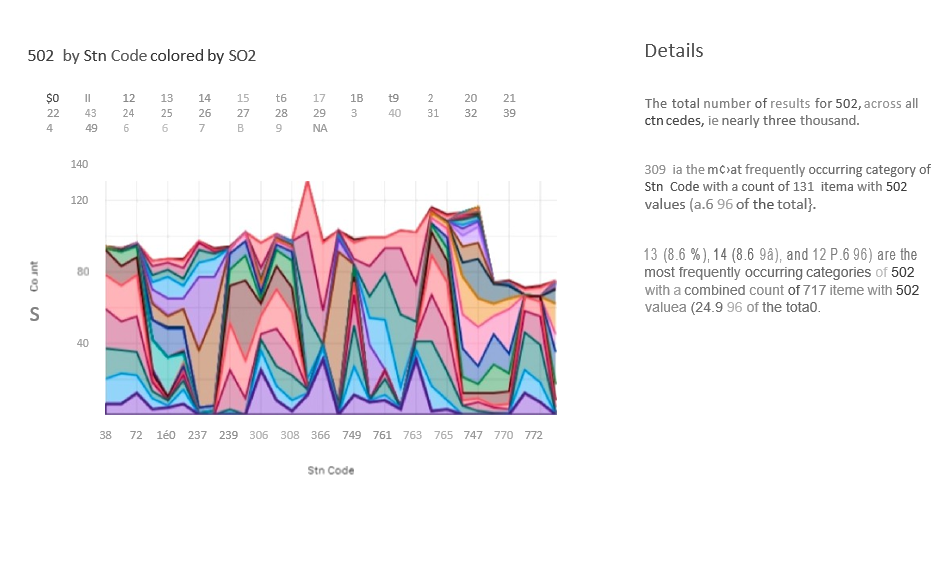 502 by Stn Code colored by SO2
$0 II 12 13 14 15 t6 17 1B t9 2 20 21
22 43 24 25 26 27 28 29 3 40 31 32 39
4 49 6 6 7 B 9 NA
140
120
80
40
Co unt
S
38 72 160 237 239 306 308 366 749 761 763 765 747 770 772
Stn Code
Details
The total number of results for 502, across all
ctn cedes, ie nearly three thousand.
309 ia the m¢›at frequently occurring category of
Stn Code with a count of 131 itema with 502
values (a.6 96 of the total}.
13 (8.6 %), 14 (8.6 9â), and 12 P.6 96) are the
most frequently occurring categories of 502
with a combined count of 717 iteme with 502
valuea (24.9 96 of the tota0.